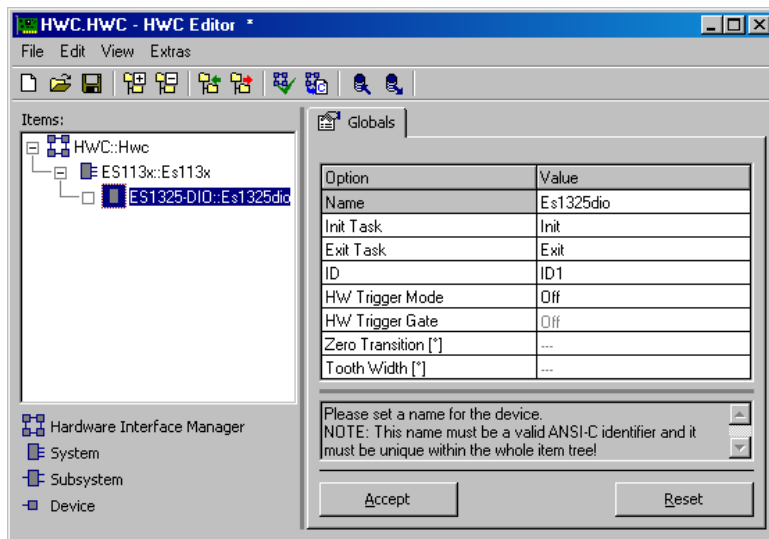 HWC.HWC - HWC Editor *
File Edit View Extras
Items:
HWC::Hwc
ES113x::Es113x
ES1325-DIO::Es1325dio
Hardware Interface Manager
System
Subsystem
Device
Globals
Option Value
Name Es1325dio
Init Task Init
Exit Task Exit
ID ID1
HW Trigger Mode Off
HW Trigger Gate Off
Zero Transition [°] ---
Tooth Width [°] ---
Please set a name for the device.
NOTE: This name must be a valid ANSI-C identifier and it
must be unique within the whole item tree!
Accept Reset